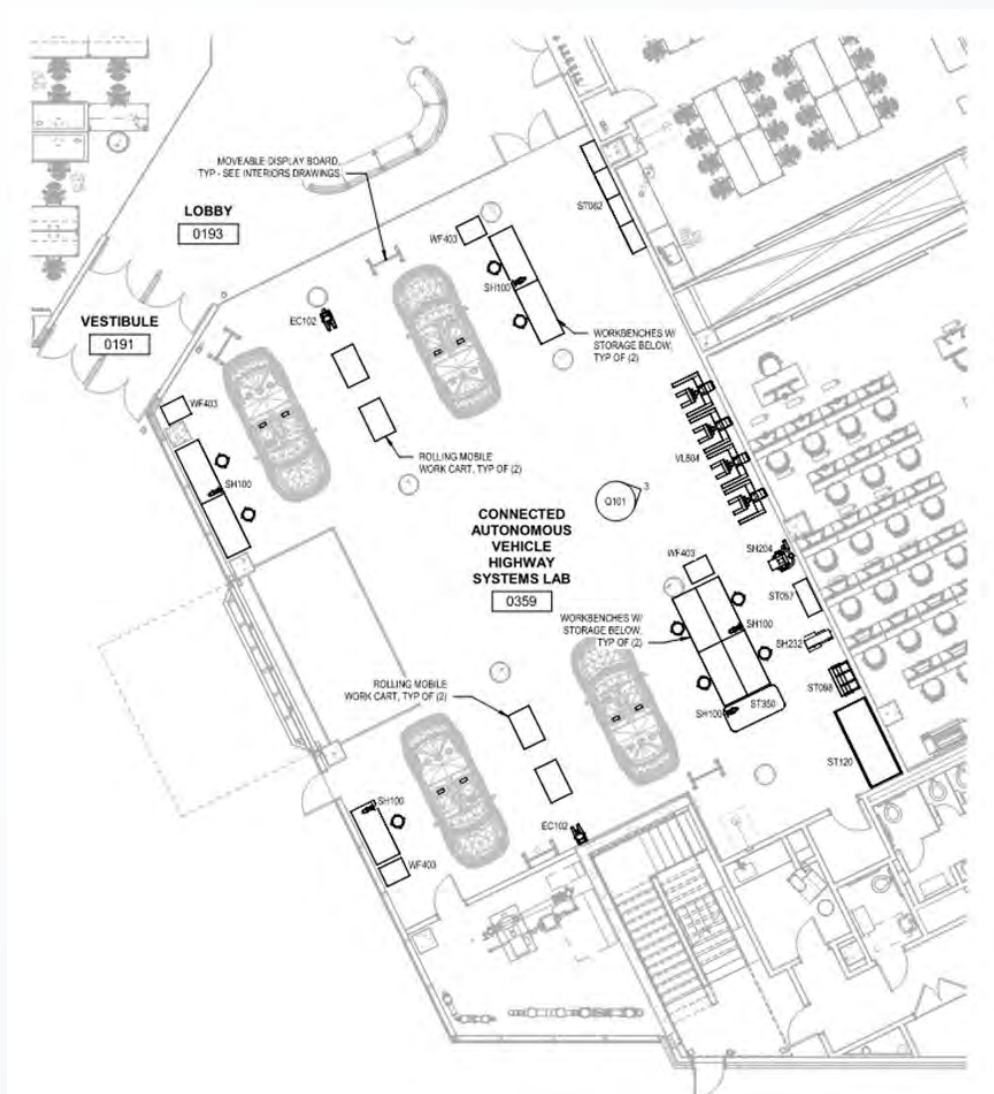 MOVEABLE DISPLAY BOARD,
TYP - SEE INTERIORS DRAWINGS
LOBBY
0193
ST062
WF403
SH100
EC102
VESTIBULE
0191
WORKBENCHES W/
STORAGE BELOW,
TYP OF (2)
WF403
ROLLING MOBILE
WORK CART, TYP OF (2)
SH100
VL504
3
Q101
CONNECTED
AUTONOMOUS
VEHICLE
HIGHWAY
SYSTEMS LAB
0359
SH204
WF403
ST057
WORKBENCHES W/
STORAGE BELOW,
TYP OF (2)
SH100
SH232
ROLLING MOBILE
WORK CART, TYP OF (2)
ST098
SH100
ST350
ST120
SH100
EC102
WF403